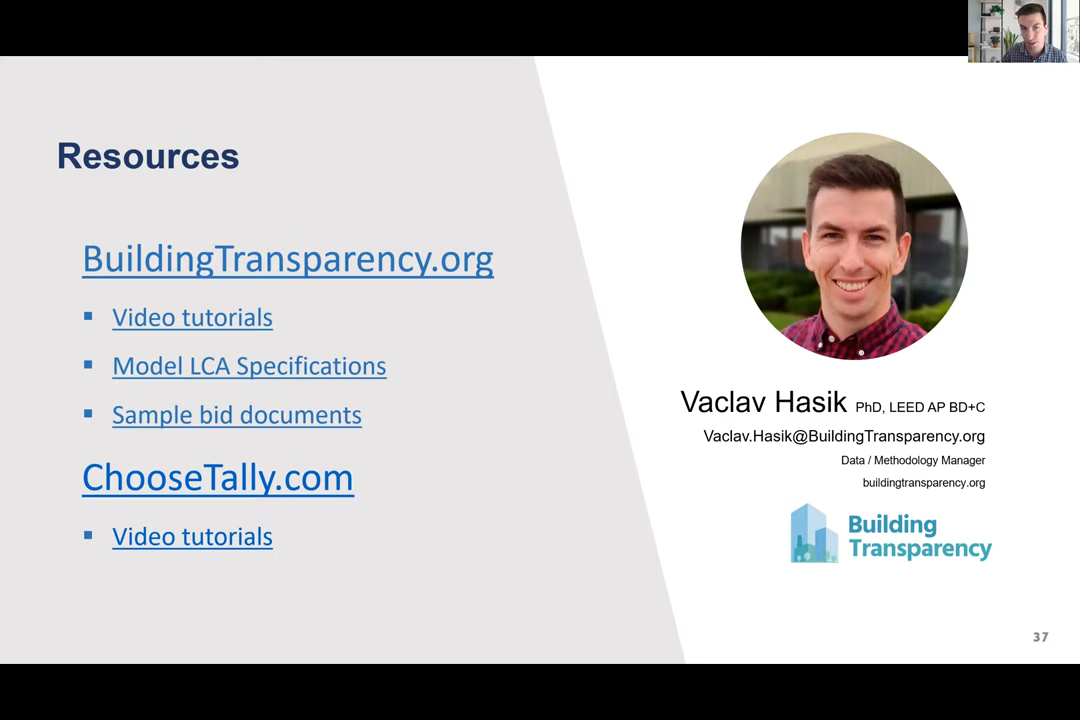 Resources
BuildingTransparency.org
▪ Video tutorials
▪ Model LCA Specifications
▪ Sample bid documents
ChooseTally.com
▪ Video tutorials
Vaclav Hasik PhD, LEED AP BD+C
Vaclav.Hasik@BuildingTransparency.org
Data / Methodology Manager
buildingtransparency.org
Building
Transparency
37